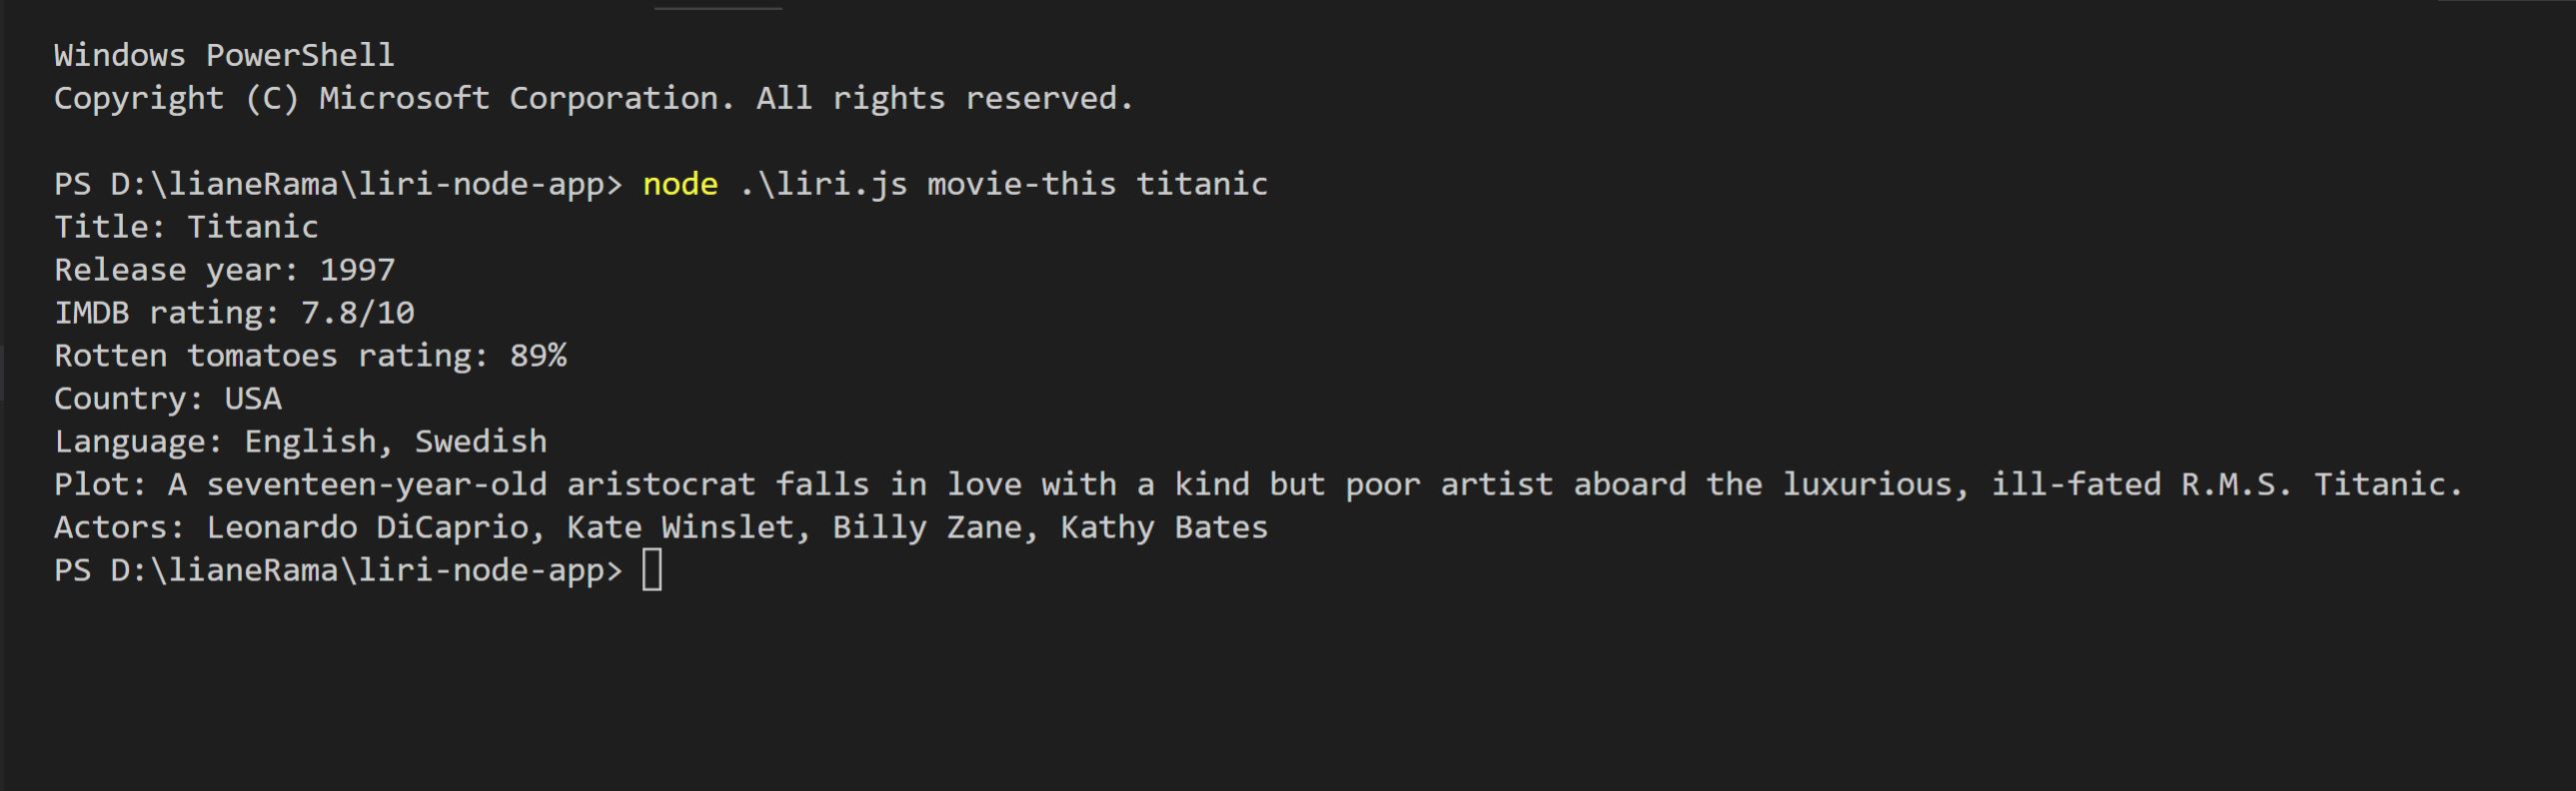 Windows PowerShell
Copyright (C) Microsoft Corporation. All rights reserved.
PS D:\lianeRama\liri-node-app> node .\liri.js movie-this titanic
Title: Titanic
Release year: 1997
IMDB rating: 7.8/10
Rotten tomatoes rating: 89%
Country: USA
Language: English, Swedish
Plot: A seventeen-year-old aristocrat falls in love with a kind but poor artist aboard the luxurious, ill-fated R.M.S. Titanic.
Actors: Leonardo DiCaprio, Kate Winslet, Billy Zane, Kathy Bates
PS D:\lianeRama\liri-node-app>